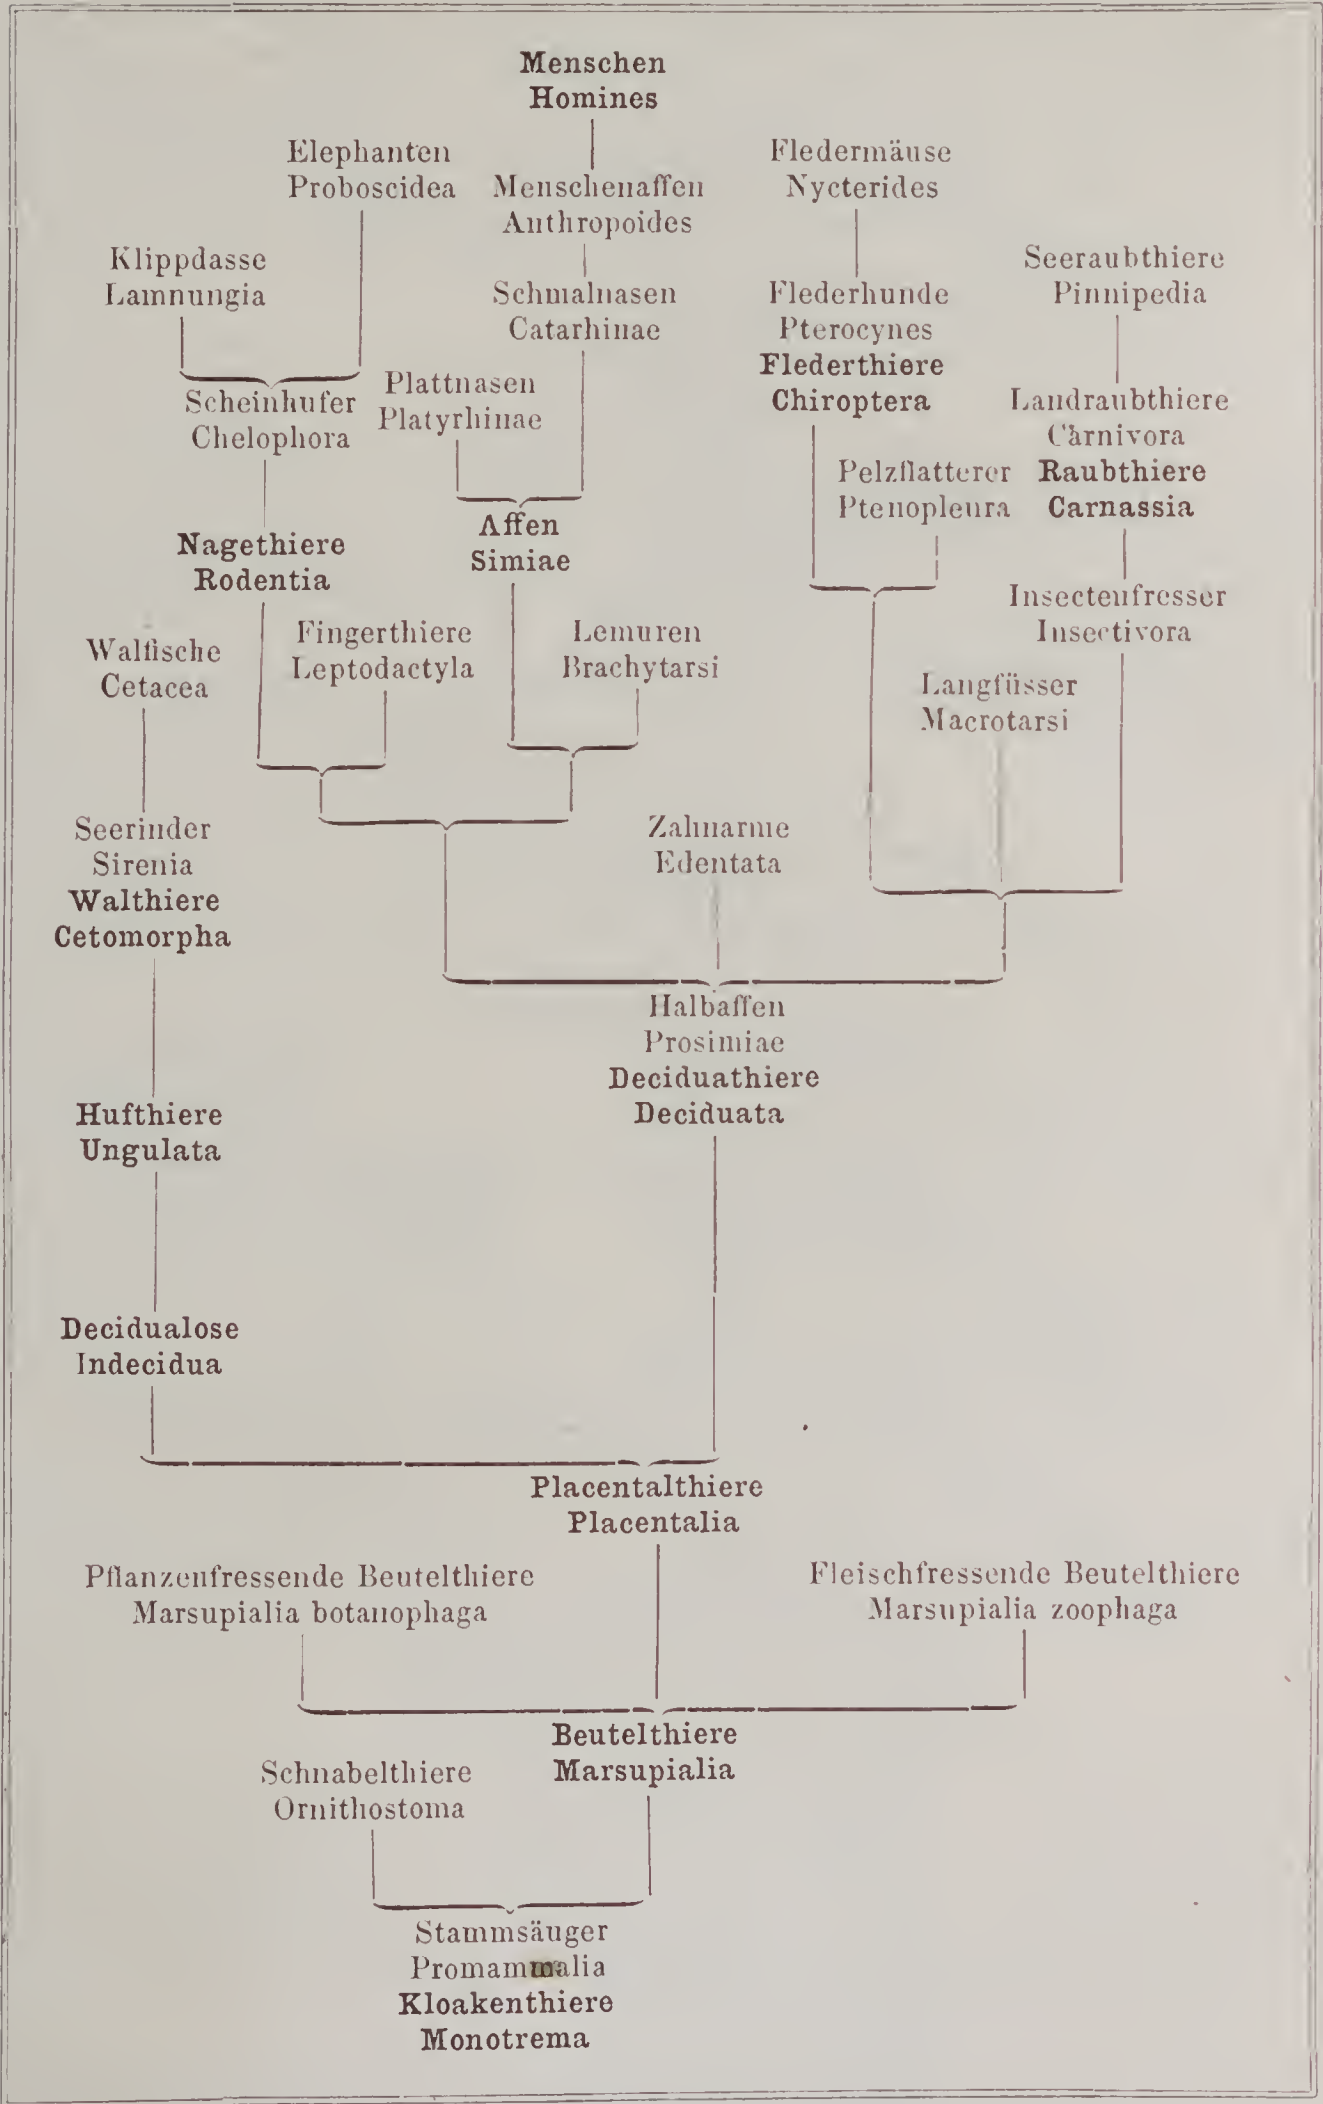 Menschen
Homines
Elephanten
Proboscidea
Menschenaffen
Anthropoides
Fledermäuse
Nycterides
Klippdasse
Lamnungia
Schmalnasen
Catarhinae
Flederhunde
Pterocynes
Flederthiere
Chiroptera
Seeraubthiere
Pinnipedia
Scheinhufer
Chelophora
Plattnasen
Platyrhinae
Landraubthiere
Carnivora
Raubthiere
Carnassia
Pelzflatterer
Ptenopleura
Nagethiere
Rodentia
Affen
Simiae
Insectenfresser
Insectivora
Walfische
Cetacea
Fingerthiere
Leptodactyla
Lemuren
Brachytarsi
Langfüsser
Macrotarsi
Seerinder
Sirenia
Walthiere
Cetomorpha
Zahnarme
Edentata
Halbaffen
Prosimiae
Deciduathiere
Deciduata
Hufthiere
Ungulata
Decidualose
Indecidua
Placentalthiere
Placentalia
Pflanzenfressende Beutelthiere
Marsupialia botanophaga
Fleischfressende Beutelthiere
Marsupialia zoophaga
Beutelthiere
Marsupialia
Schnabelthiere
Ornithostoma
Stammsäuger
Promammalia
Kloakenthiere
Monotrema